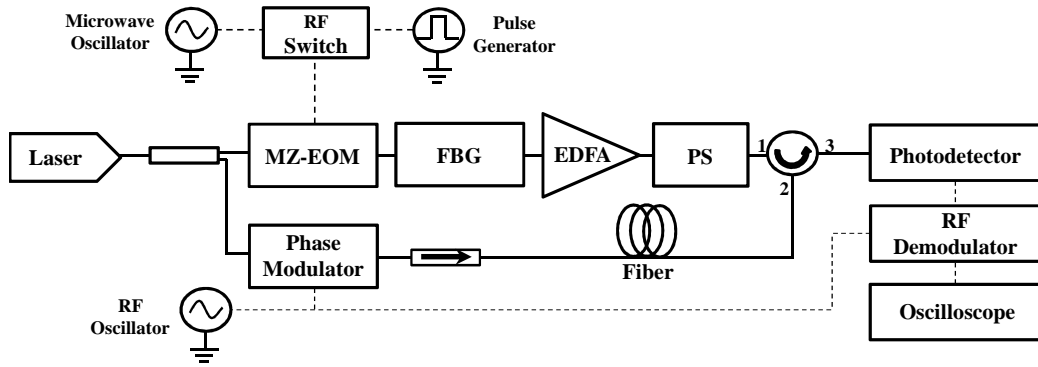 Microwave
Oscillator
RF
Switch
Pulse
Generator
Laser
MZ-EOM
FBG
EDFA
PS
1
3
2
Photodetector
Phase
Modulator
Fiber
RF
Demodulator
RF
Oscillator
Oscilloscope